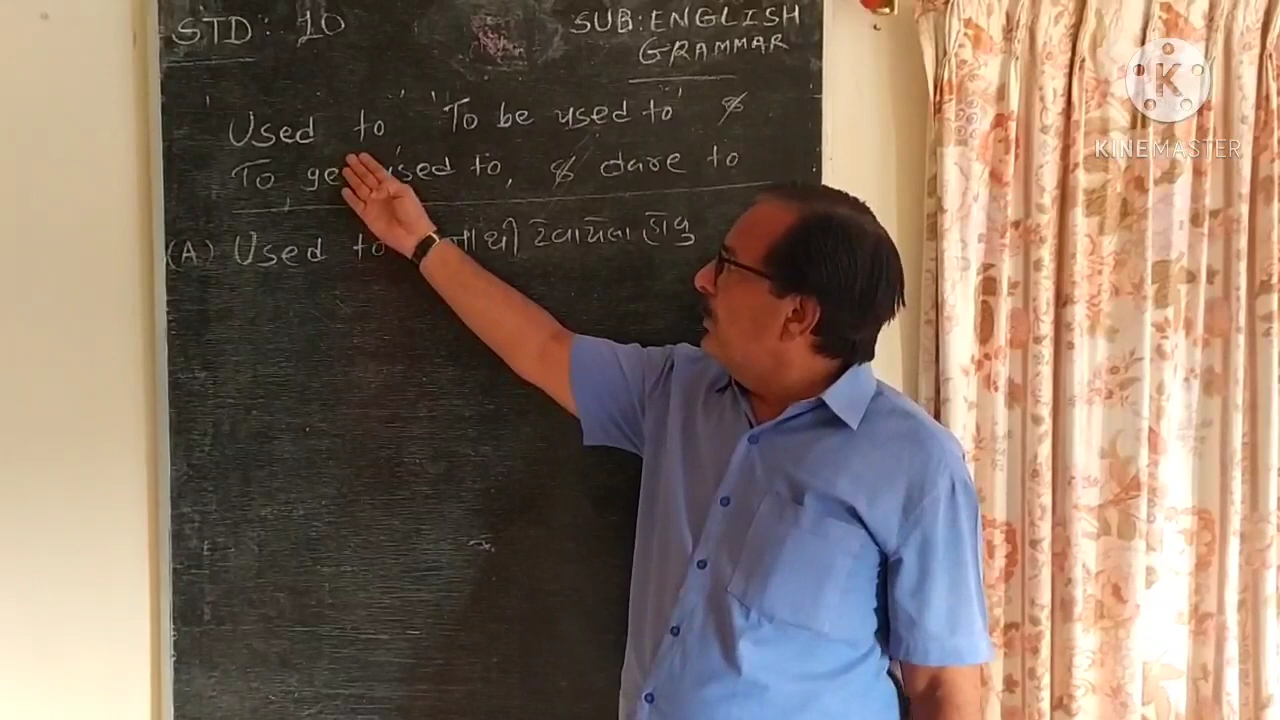 STD : 10
SUB: ENGLISH
GRAMMAR
'Used to' 'To be used to' &
To get used to, & dare to
(A) Used to નાથી ટેવાયેલા હોવુ
K
KINEMASTER